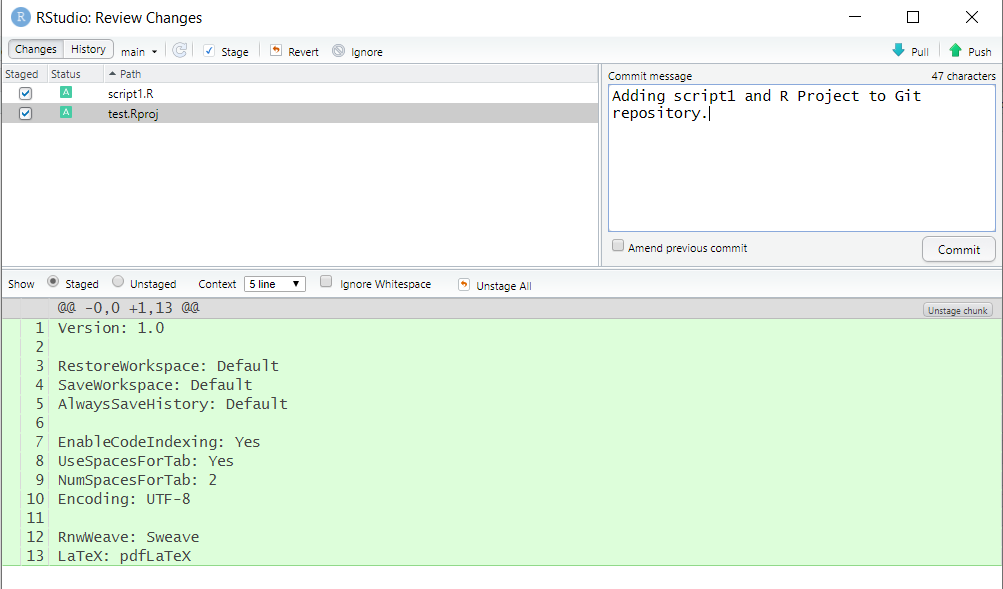 R RStudio: Review Changes
Changes History main Stage Revert Ignore Pull Push
Staged Status Path
A script1.R
A test.Rproj
Commit message 47 characters
Adding script1 and R Project to Git
repository.
Amend previous commit Commit
Show Staged Unstaged Context 5 line Ignore Whitespace Unstage All
@@ -0,0 +1,13 @@ Unstage chunk
1 Version: 1.0
2
3 RestoreWorkspace: Default
4 SaveWorkspace: Default
5 AlwaysSaveHistory: Default
6
7 EnableCodeIndexing: Yes
8 UseSpacesForTab: Yes
9 NumSpacesForTab: 2
10 Encoding: UTF-8
11
12 RnwWeave: Sweave
13 LaTeX: pdfLaTeX